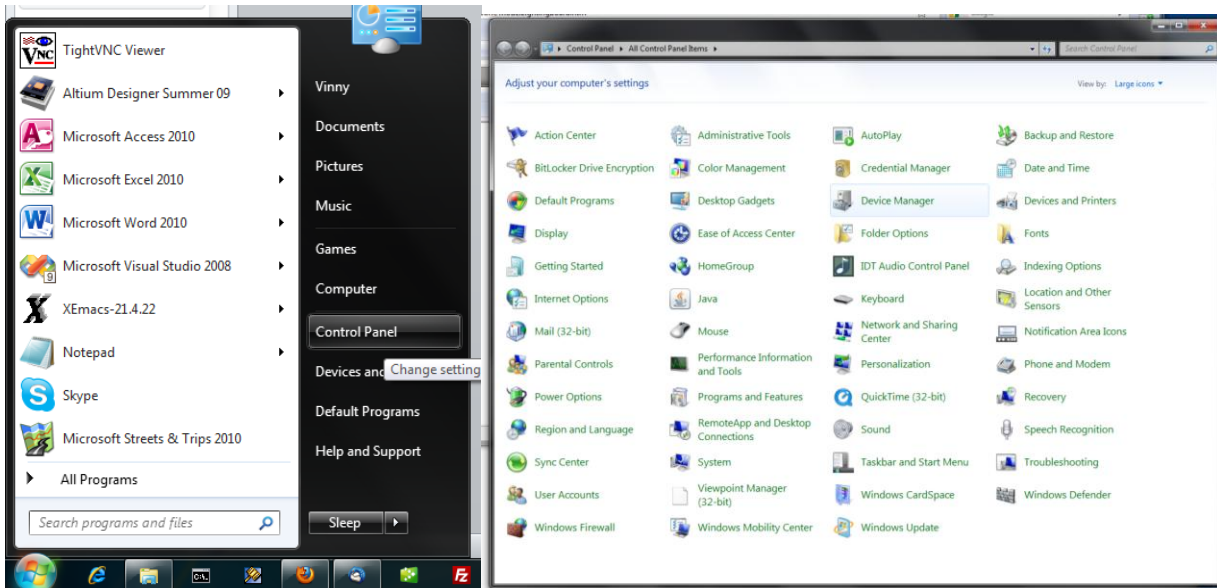 VNC
TightVNC Viewer
Altium Designer Summer 09
Microsoft Access 2010
Microsoft Excel 2010
Microsoft Word 2010
9
Microsoft Visual Studio 2008
XEmacs-21.4.22
Notepad
Skype
Microsoft Streets & Trips 2010
All Programs
Search programs and files
Vinny
Documents
Pictures
Music
Games
Computer
Control Panel
Devices and
Change setting
Default Programs
Help and Support
Sleep
Control Panel
All Control Panel Items
Search Control Panel
Adjust your computer's settings
View by: Large icons
Action Center
Administrative Tools
AutoPlay
Backup and Restore
BitLocker Drive Encryption
Color Management
Credential Manager
Date and Time
Default Programs
Desktop Gadgets
Device Manager
Devices and Printers
Display
Ease of Access Center
Folder Options
Fonts
Getting Started
HomeGroup
IDT Audio Control Panel
Indexing Options
Internet Options
Java
Keyboard
Location and Other
Sensors
Mail (32-bit)
Mouse
Network and Sharing
Center
Notification Area Icons
Parental Controls
Performance Information
and Tools
Personalization
Phone and Modem
Power Options
Programs and Features
QuickTime (32-bit)
Recovery
Region and Language
RemoteApp and Desktop
Connections
Sound
Speech Recognition
Sync Center
System
Taskbar and Start Menu
Troubleshooting
User Accounts
Viewpoint Manager
(32-bit)
Windows CardSpace
Windows Defender
Windows Firewall
Windows Mobility Center
Windows Update